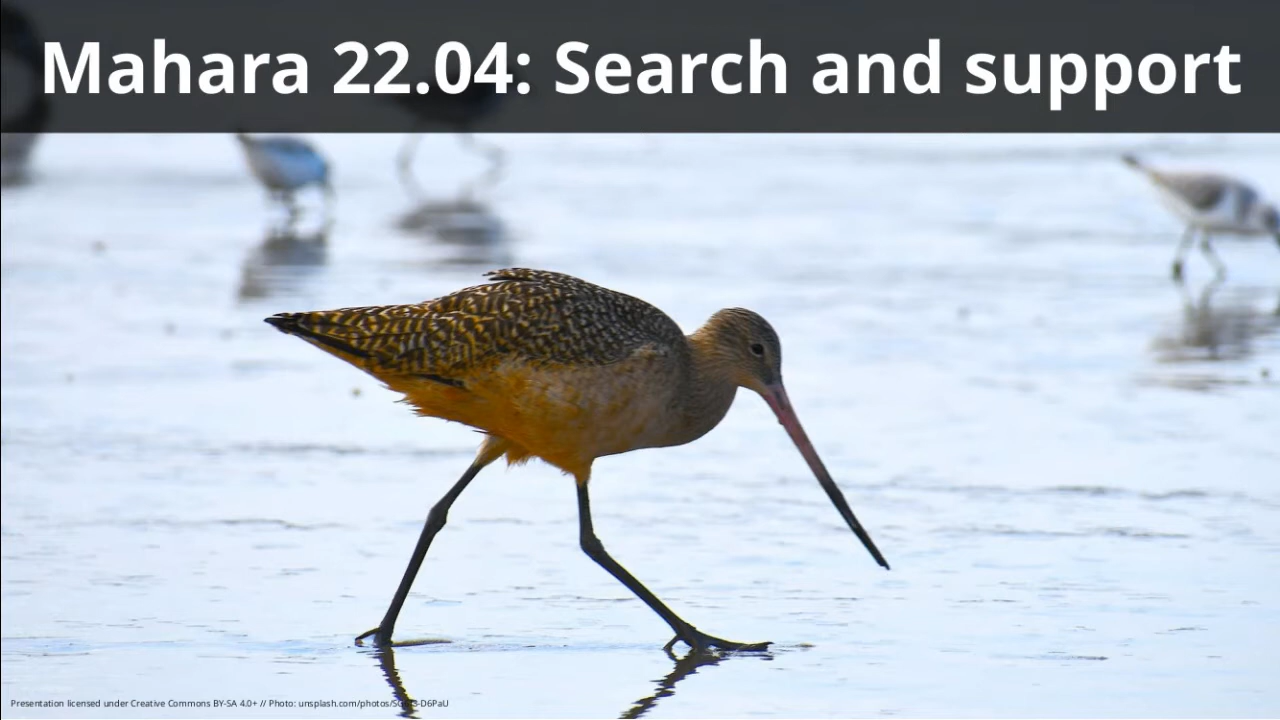 Mahara 22.04: Search and support
Presentation licensed under Creative Commons BY-SA 4.0+ // Photo: